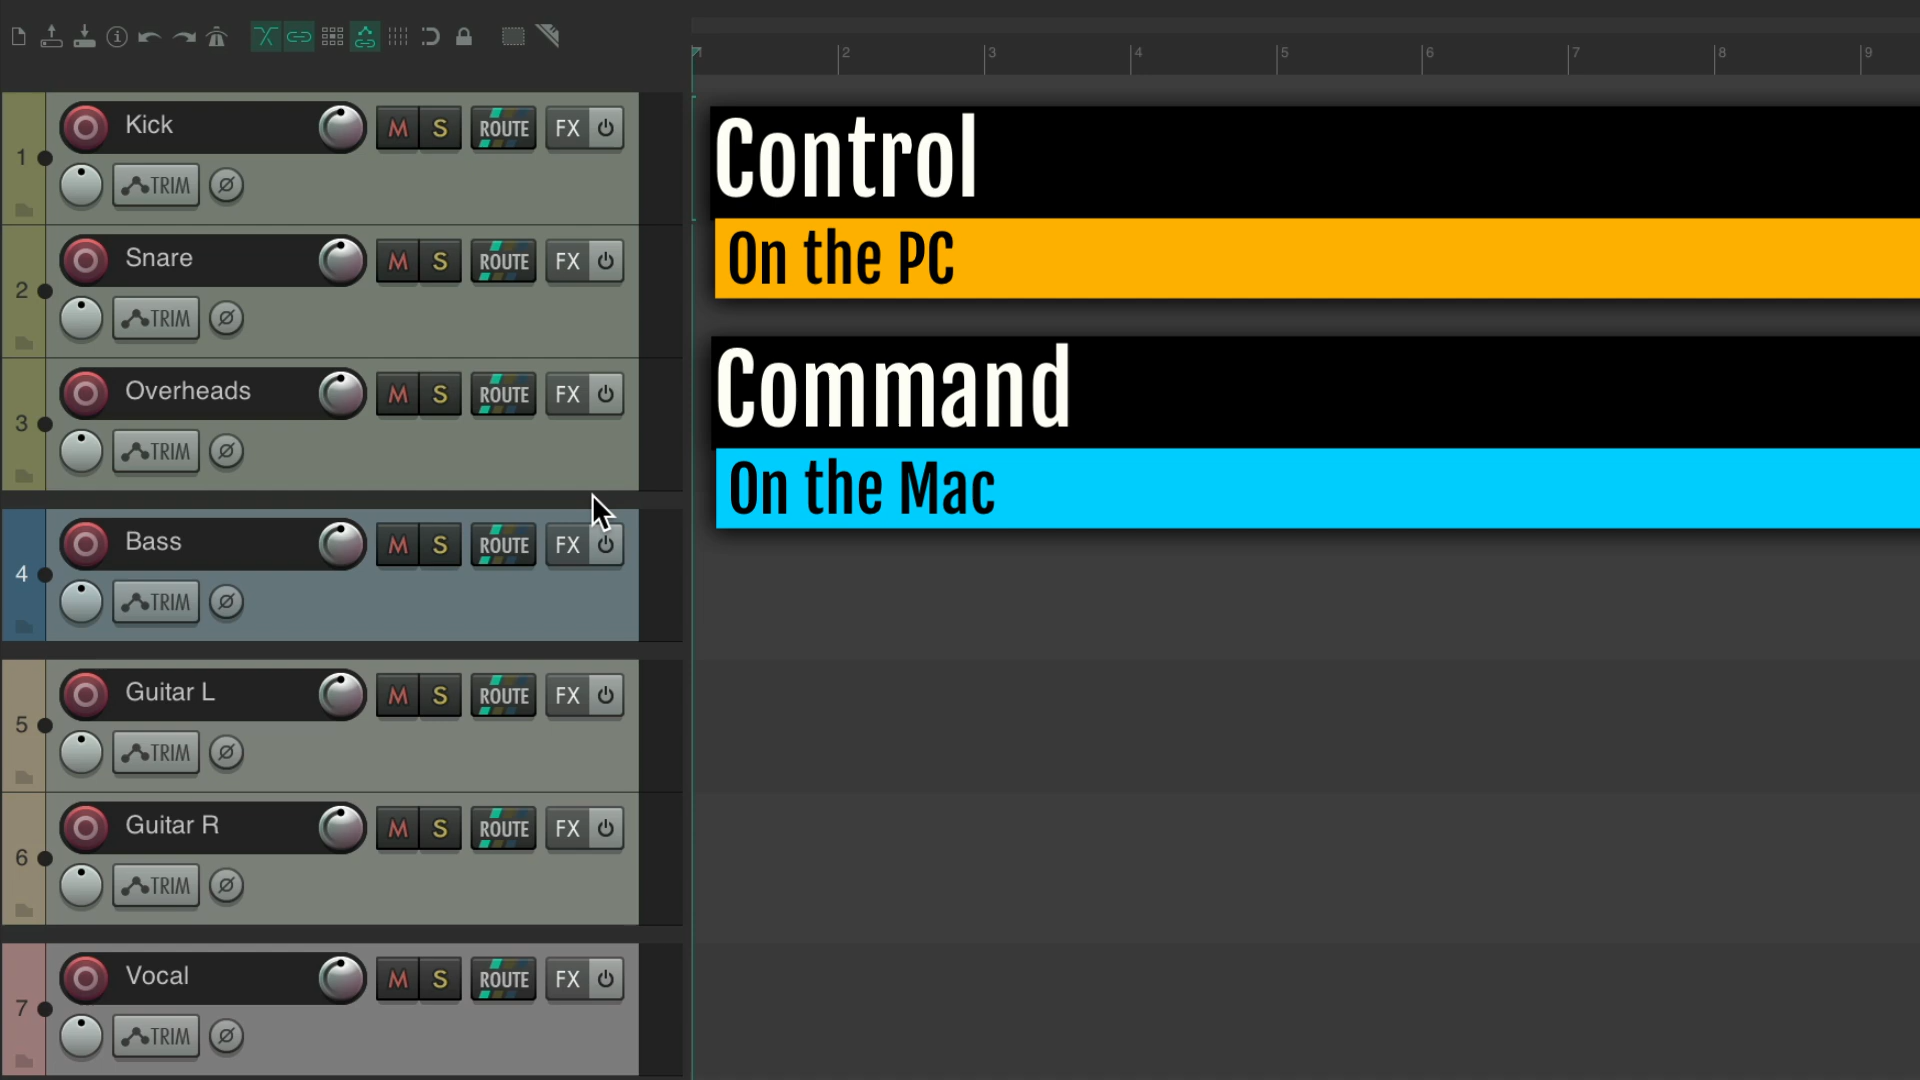 1 2 3 4 5 6 7 8 9
Control
On the PC
Command
On the Mac
1 Kick M S ROUTE FX
TRIM
2 Snare M S ROUTE FX
TRIM
3 Overheads M S ROUTE FX
TRIM
4 Bass M S ROUTE FX
TRIM
5 Guitar L M S ROUTE FX
TRIM
6 Guitar R M S ROUTE FX
TRIM
7 Vocal M S ROUTE FX
TRIM